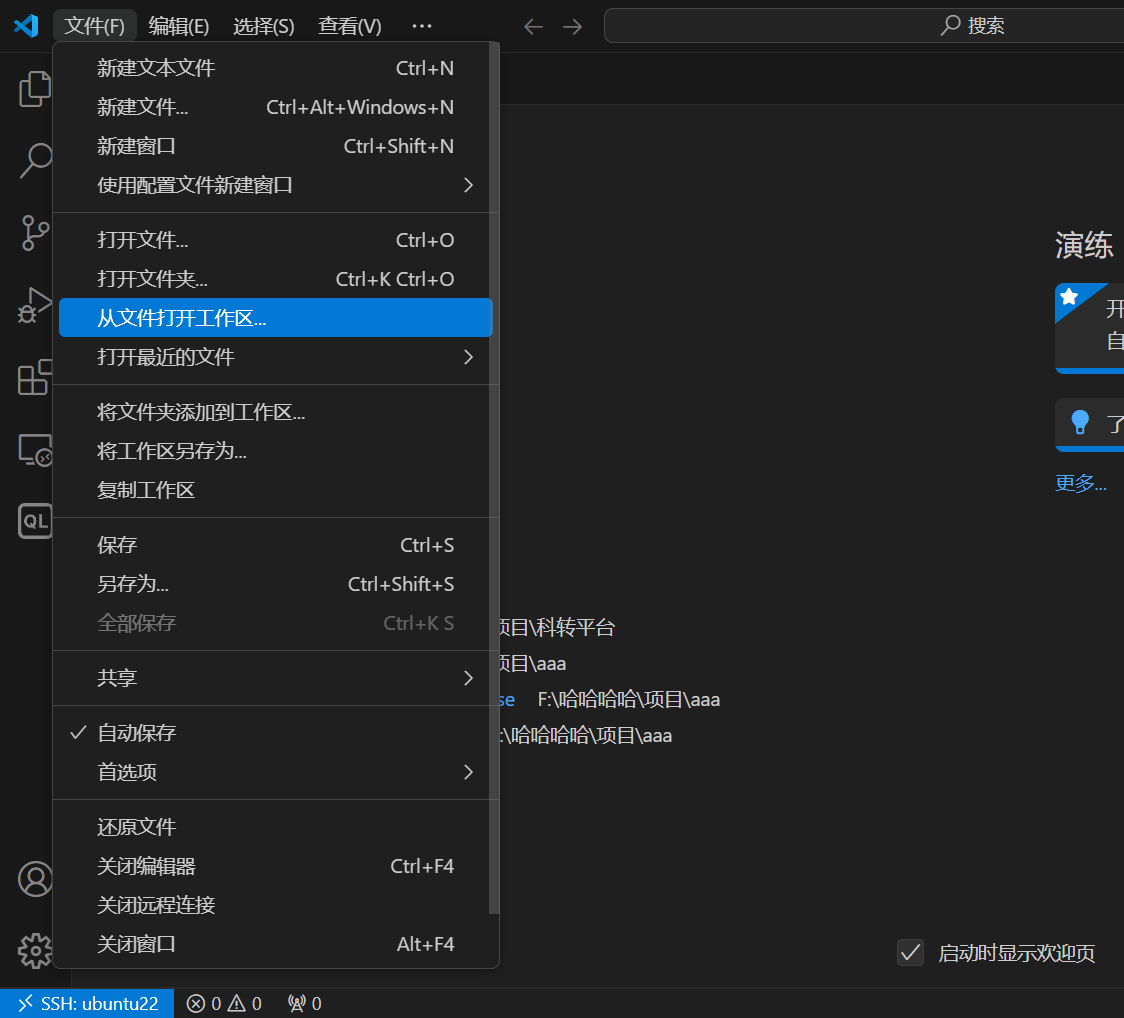 文件(F) 编辑(E) 选择(S) 查看(V) ··· 搜索
新建文本文件 Ctrl+N
新建文件... Ctrl+Alt+Windows+N
新建窗口 Ctrl+Shift+N
使用配置文件新建窗口
打开文件... Ctrl+O
演练
打开文件夹... Ctrl+K Ctrl+O
开
从文件打开工作区...
自
打开最近的文件
将文件夹添加到工作区...
了
将工作区另存为...
更多...
复制工作区
QL
保存 Ctrl+S
另存为... Ctrl+Shift+S
全部保存 Ctrl+K S
项目\科转平台
项目\aaa
共享
se F:\哈哈哈哈\项目\aaa
自动保存
:\哈哈哈哈\项目\aaa
首选项
还原文件
关闭编辑器 Ctrl+F4
关闭远程连接
关闭窗口 Alt+F4
启动时显示欢迎页
SSH: ubuntu22 0 0 0